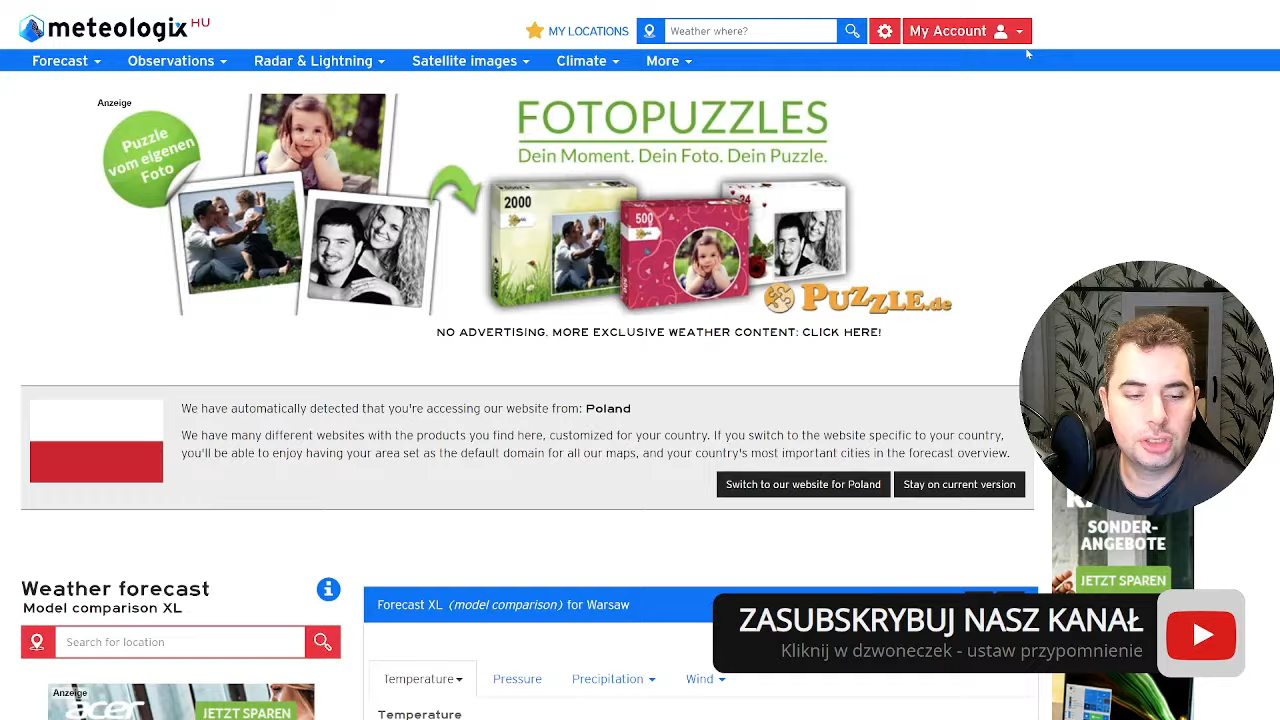 meteologix HU
MY LOCATIONS
Weather where?
My Account
Forecast
Observations
Radar & Lightning
Satellite images
Climate
More
Anzeige
Puzzle
vom eigenen
Foto
FOTOPUZZLES
Dein Moment. Dein Foto. Dein Puzzle.
2000
500
24
PUZZLE.de
NO ADVERTISING, MORE EXCLUSIVE WEATHER CONTENT: CLICK HERE!
We have automatically detected that you're accessing our website from: Poland
We have many different websites with the products you find here, customized for your country. If you switch to the website specific to your country,
you'll be able to enjoy having your area set as the default domain for all our maps, and your country's most important cities in the forecast overview.
Switch to our website for Poland
Stay on current version
SONDER-
ANGEBOTE
JETZT SPAREN
Weather forecast
Model comparison XL
Search for location
Forecast XL (model comparison) for Warsaw
ZASUBSKRYBUJ NASZ KANAŁ
Kliknij w dzwoneczek - ustaw przypomnienie
Temperature
Pressure
Precipitation
Wind
Temperature
Anzeige
acer
JETZT SPAREN